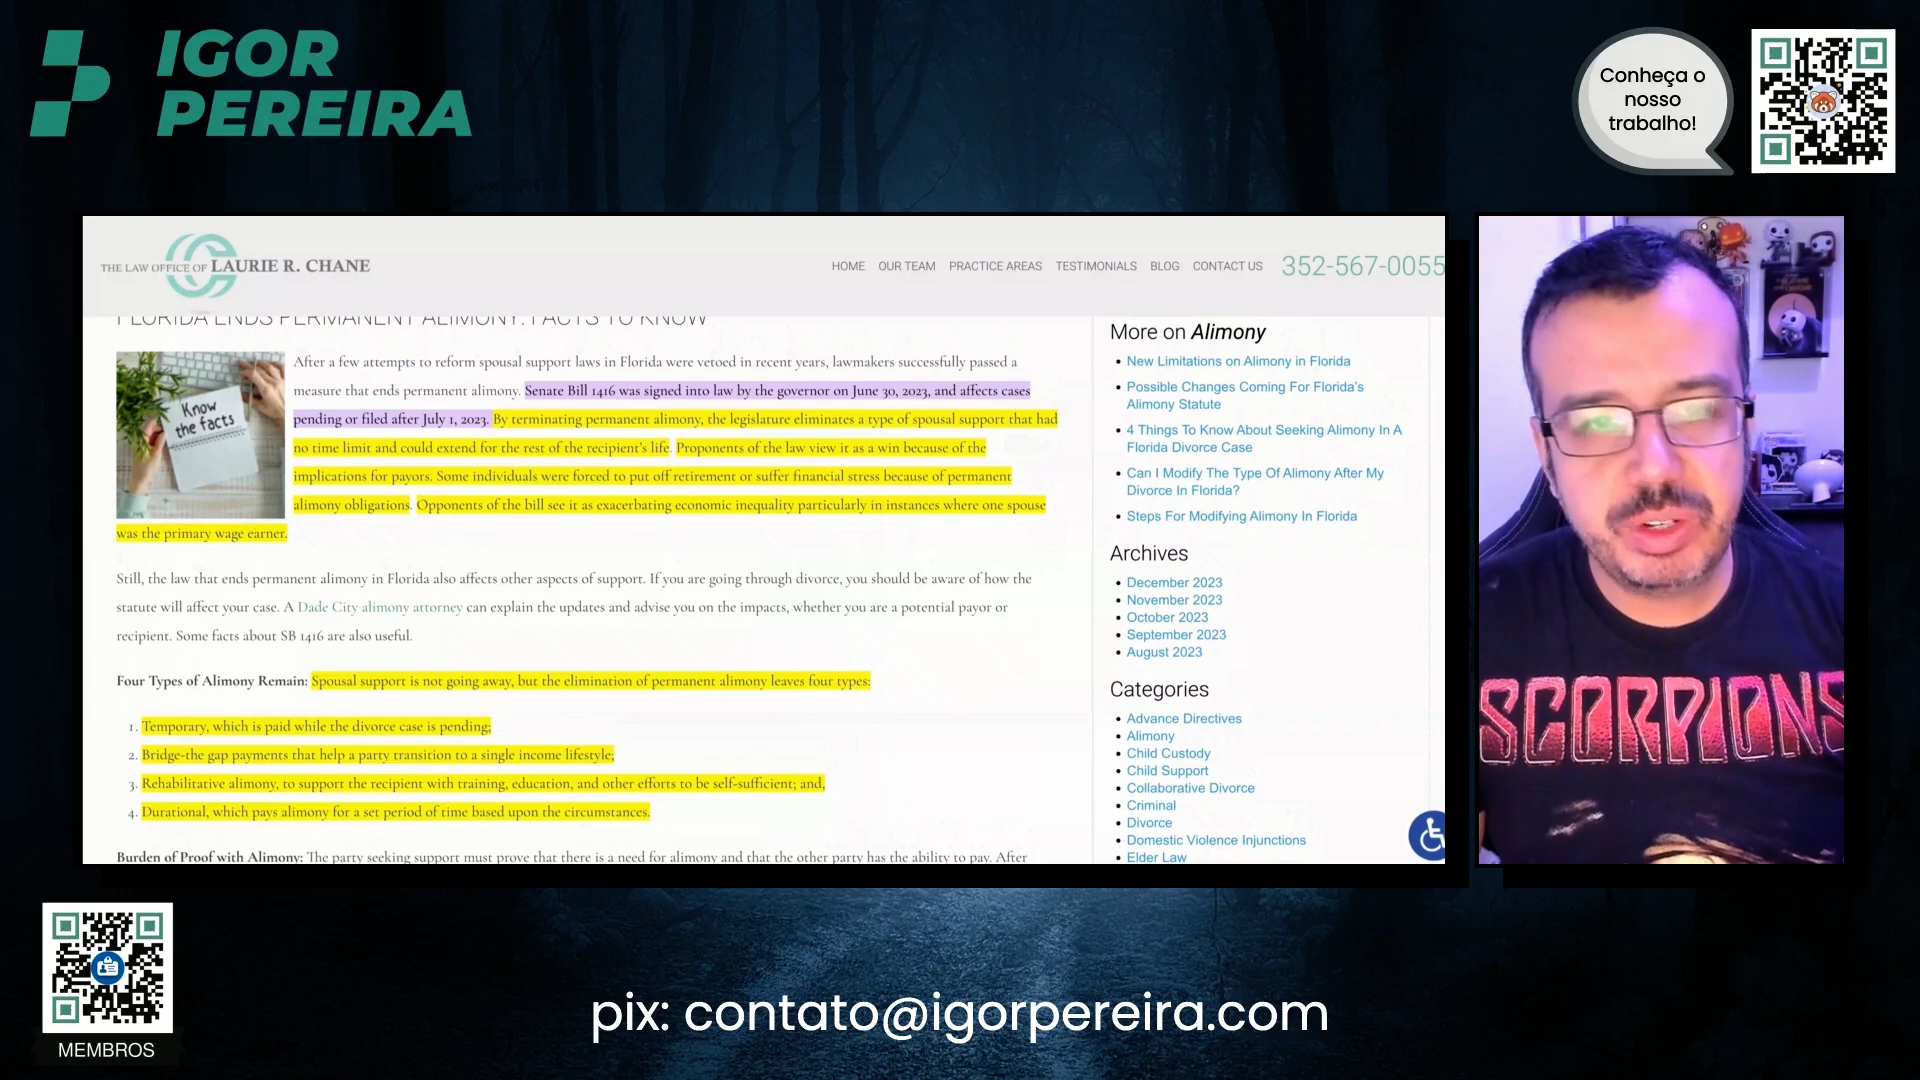 IGOR
PEREIRA
Conheça o
nosso
trabalho!
THE LAW OFFICE OF LAURIE R. CHANE
HOME OUR TEAM PRACTICE AREAS TESTIMONIALS BLOG CONTACT US 352-567-0055
FLORIDA ENDS PERMANENT ALIMONY: FACTS TO KNOW
Know
the facts
After a few attempts to reform spousal support laws in Florida were vetoed in recent years, lawmakers successfully passed a
measure that ends permanent alimony. Senate Bill 1416 was signed into law by the governor on June 30, 2023, and affects cases
pending or filed after July 1, 2023. By terminating permanent alimony, the legislature eliminates a type of spousal support that had
no time limit and could extend for the rest of the recipient's life. Proponents of the law view it as a win because of the
implications for payors. Some individuals were forced to put off retirement or suffer financial stress because of permanent
alimony obligations. Opponents of the bill see it as exacerbating economic inequality particularly in instances where one spouse
was the primary wage earner.
Still, the law that ends permanent alimony in Florida also affects other aspects of support. If you are going through divorce, you should be aware of how the
statute will affect your case. A Dade City alimony attorney can explain the updates and advise you on the impacts, whether you are a potential payor or
recipient. Some facts about SB 1416 are also useful.
Four Types of Alimony Remain: Spousal support is not going away, but the elimination of permanent alimony leaves four types:
1. Temporary, which is paid while the divorce case is pending;
2. Bridge-the gap payments that help a party transition to a single income lifestyle;
3. Rehabilitative alimony, to support the recipient with training, education, and other efforts to be self-sufficient; and,
4. Durational, which pays alimony for a set period of time based upon the circumstances.
Burden of Proof with Alimony: The party seeking support must prove that there is a need for alimony and that the other party has the ability to pay. After
More on Alimony
New Limitations on Alimony in Florida
Possible Changes Coming For Florida's
Alimony Statute
4 Things To Know About Seeking Alimony In A
Florida Divorce Case
Can I Modify The Type Of Alimony After My
Divorce In Florida?
Steps For Modifying Alimony In Florida
Archives
December 2023
November 2023
October 2023
September 2023
August 2023
Categories
Advance Directives
Alimony
Child Custody
Child Support
Collaborative Divorce
Criminal
Divorce
Domestic Violence Injunctions
Elder Law
SCORPIONS
MEMBROS
pix: contato@igorpereira.com